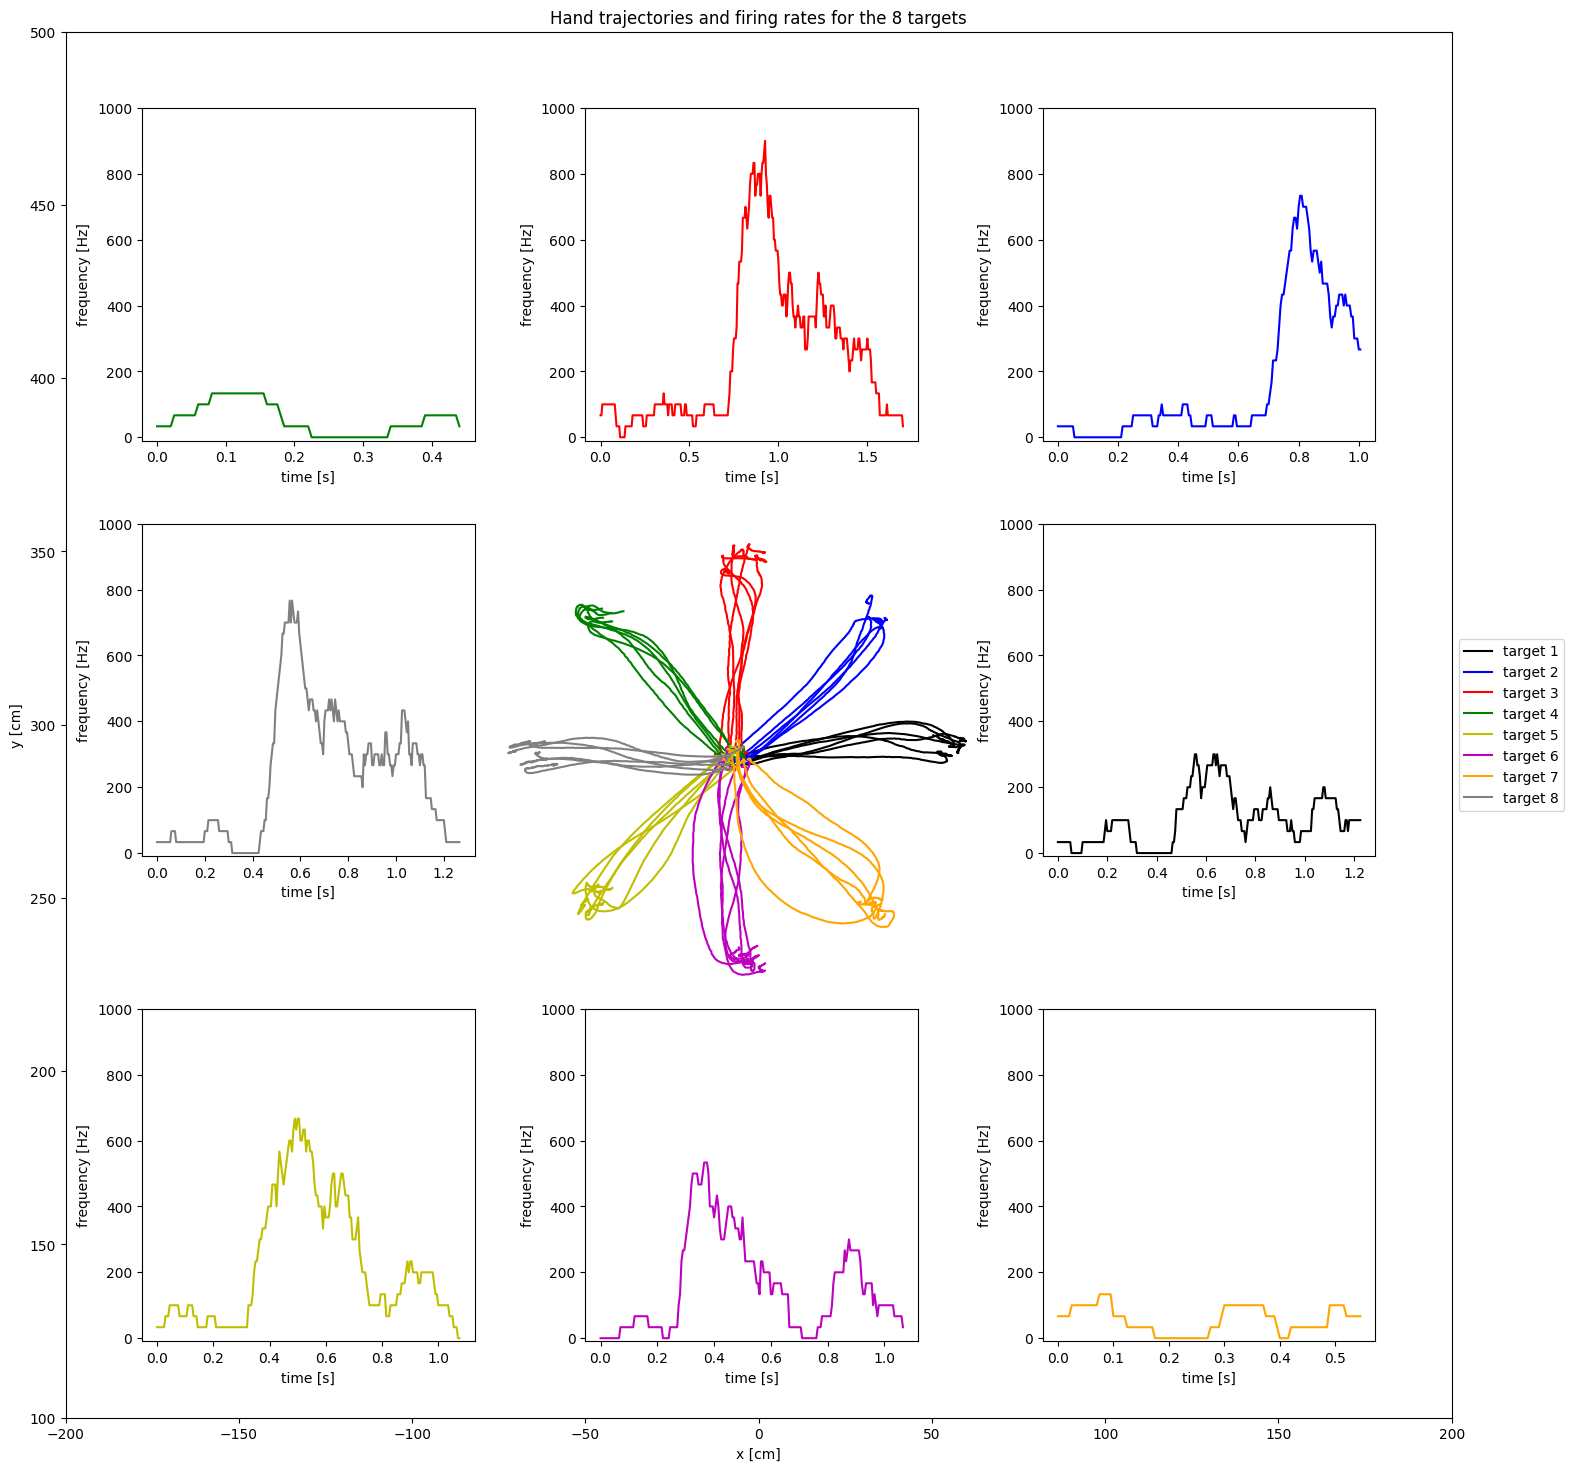 Hand trajectories and firing rates for the 8 targets
500
450
400
350
300
250
200
150
100
y [cm]
−200
−150
−100
−50
0
50
100
150
200
x [cm]
1000
800
600
400
200
0
frequency [Hz]
0.0 0.1 0.2 0.3 0.4
time [s]
1000
800
600
400
200
0
frequency [Hz]
0.0 0.5 1.0 1.5
time [s]
1000
800
600
400
200
0
frequency [Hz]
0.0 0.2 0.4 0.6 0.8 1.0
time [s]
1000
800
600
400
200
0
frequency [Hz]
0.0 0.2 0.4 0.6 0.8 1.0 1.2
time [s]
1000
800
600
400
200
0
frequency [Hz]
0.0 0.2 0.4 0.6 0.8 1.0 1.2
time [s]
target 1
target 2
target 3
target 4
target 5
target 6
target 7
target 8
1000
800
600
400
200
0
frequency [Hz]
0.0 0.2 0.4 0.6 0.8 1.0
time [s]
1000
800
600
400
200
0
frequency [Hz]
0.0 0.2 0.4 0.6 0.8 1.0
time [s]
1000
800
600
400
200
0
frequency [Hz]
0.0 0.1 0.2 0.3 0.4 0.5
time [s]